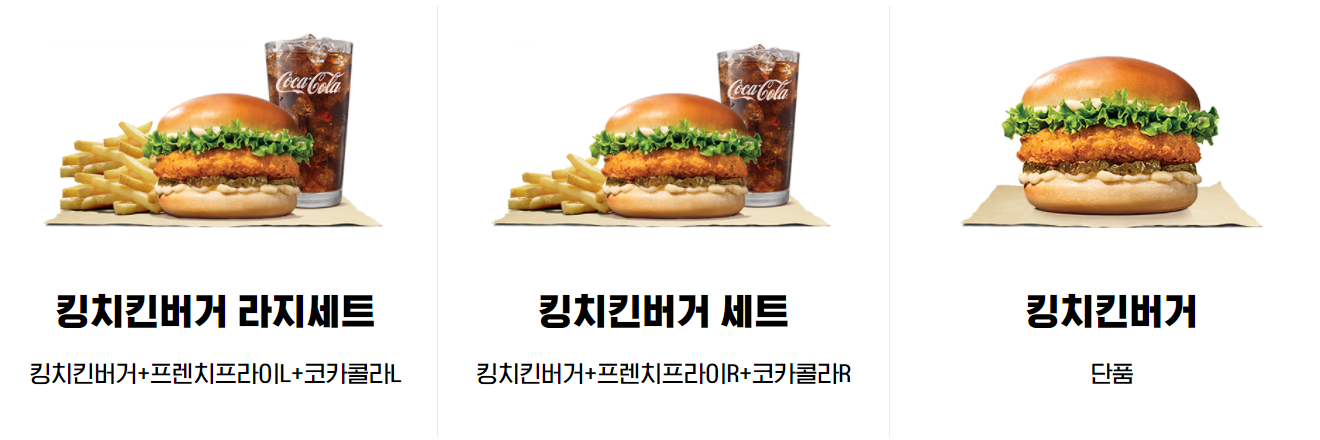 Coca-Cola
Coca-Cola
킹치킨버거 라지세트
킹치킨버거+프렌치프라이L+코카콜라L
킹치킨버거 세트
킹치킨버거+프렌치프라이R+코카콜라R
킹치킨버거
단품